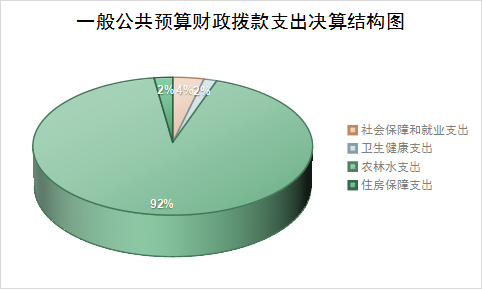 一般公共预算财政拨款支出决算结构图
2%
4%
2%
92%
社会保障和就业支出
卫生健康支出
农林水支出
住房保障支出